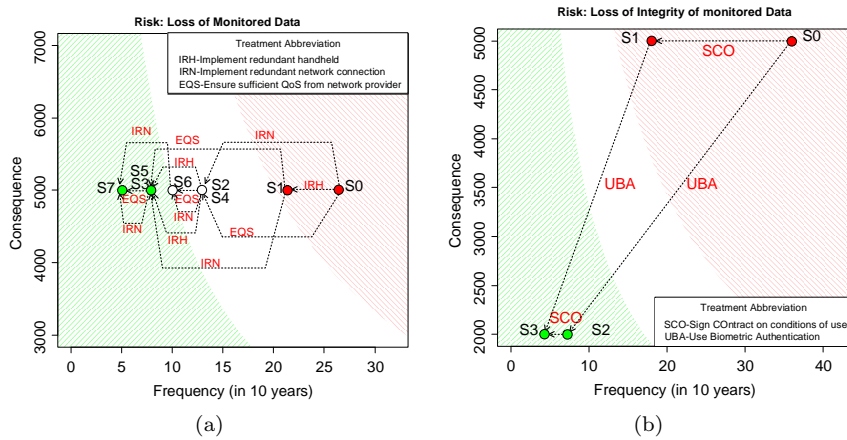 Risk: Loss of Monitored Data
Treatment Abbreviation
IRH-Implement redundant handheld
IRN-Implement redundant network connection
EQS-Ensure sufficient QoS from network provider
Consequence
7000
6000
5000
4000
3000
IRN
EQS
IRN
IRH
S5
S7
S3
S6
S2
S4
S1
IRH
S0
EQS
EQS
IRN
IRN
IRH
EQS
IRN
0
5
10
15
20
25
30
Frequency (in 10 years)
(a)
Risk: Loss of Integrity of monitored Data
Consequence
5000
4500
4000
3500
3000
2500
2000
S1
SCO
S0
UBA
UBA
SCO
S3
S2
Treatment Abbreviation
SCO-Sign COntract on conditions of use
UBA-Use Biometric Authentication
0
10
20
30
40
Frequency (in 10 years)
(b)